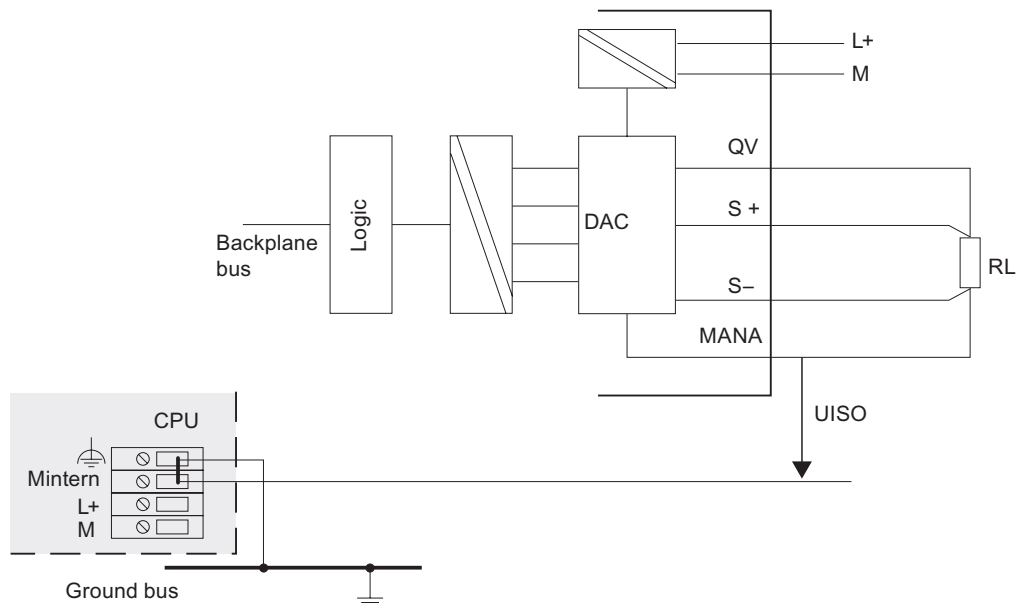 L+
M
QV
S +
DAC
Logic
Backplane
bus
RL
S–
MANA
UISO
CPU
Mintern
L+
M
Ground bus